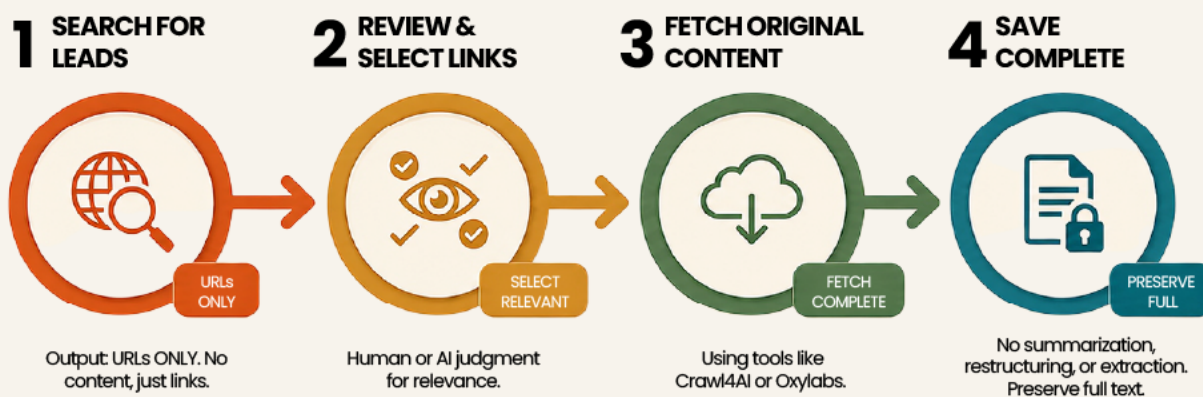 1 SEARCH FOR
LEADS
2 REVIEW &
SELECT LINKS
3 FETCH ORIGINAL
CONTENT
4 SAVE
COMPLETE
URLs
ONLY
SELECT
RELEVANT
FETCH
COMPLETE
PRESERVE
FULL
Output: URLs ONLY. No
content, just links.
Human or AI judgment
for relevance.
Using tools like
Crawl4AI or Oxylabs.
No summarization,
restructuring, or extraction.
Preserve full text.